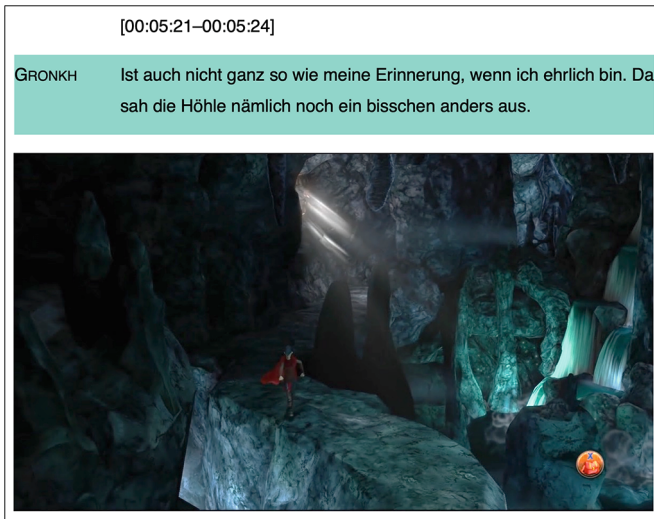 [00:05:21–00:05:24]
GRONKH Ist auch nicht ganz so wie meine Erinnerung, wenn ich ehrlich bin. Da
sah die Höhle nämlich noch ein bisschen anders aus.
X